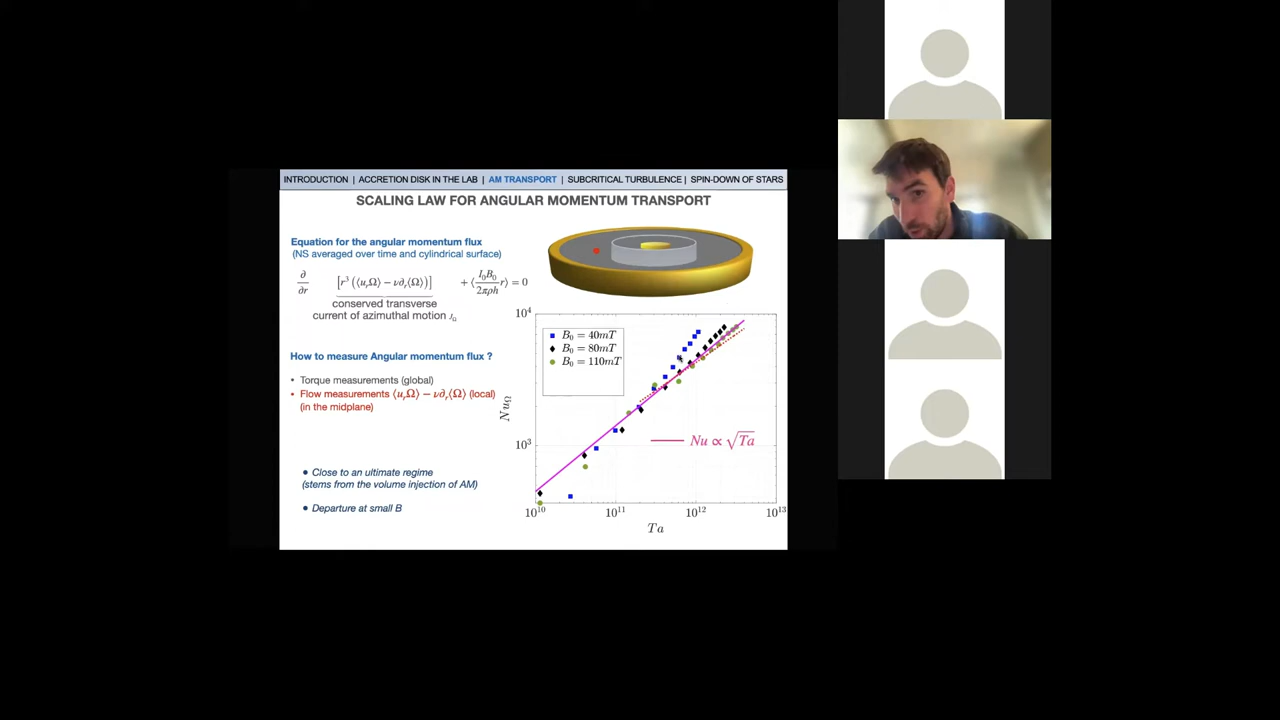 INTRODUCTION | ACCRETION DISK IN THE LAB | AM TRANSPORT | SUBCRITICAL TURBULENCE | SPIN-DOWN OF STARS
SCALING LAW FOR ANGULAR MOMENTUM TRANSPORT
Equation for the angular momentum flux
(NS averaged over time and cylindrical surface)
∂/∂r [r³ (⟨u_rΩ⟩ − ν∂_r⟨Ω⟩)] + ⟨I₀B₀/2πρh r⟩ = 0
conserved transverse
current of azimuthal motion J_Ω
How to measure Angular momentum flux ?
• Torque measurements (global)
• Flow measurements ⟨u_rΩ⟩ − ν∂_r⟨Ω⟩ (local)
(in the midplane)
• Close to an ultimate regime
(stems from the volume injection of AM)
• Departure at small B
10⁴
B₀ = 40mT
B₀ = 80mT
B₀ = 110mT
Nu_Ω
10³
Nu ∝ √Ta
10¹⁰ 10¹¹ 10¹² 10¹³
Ta